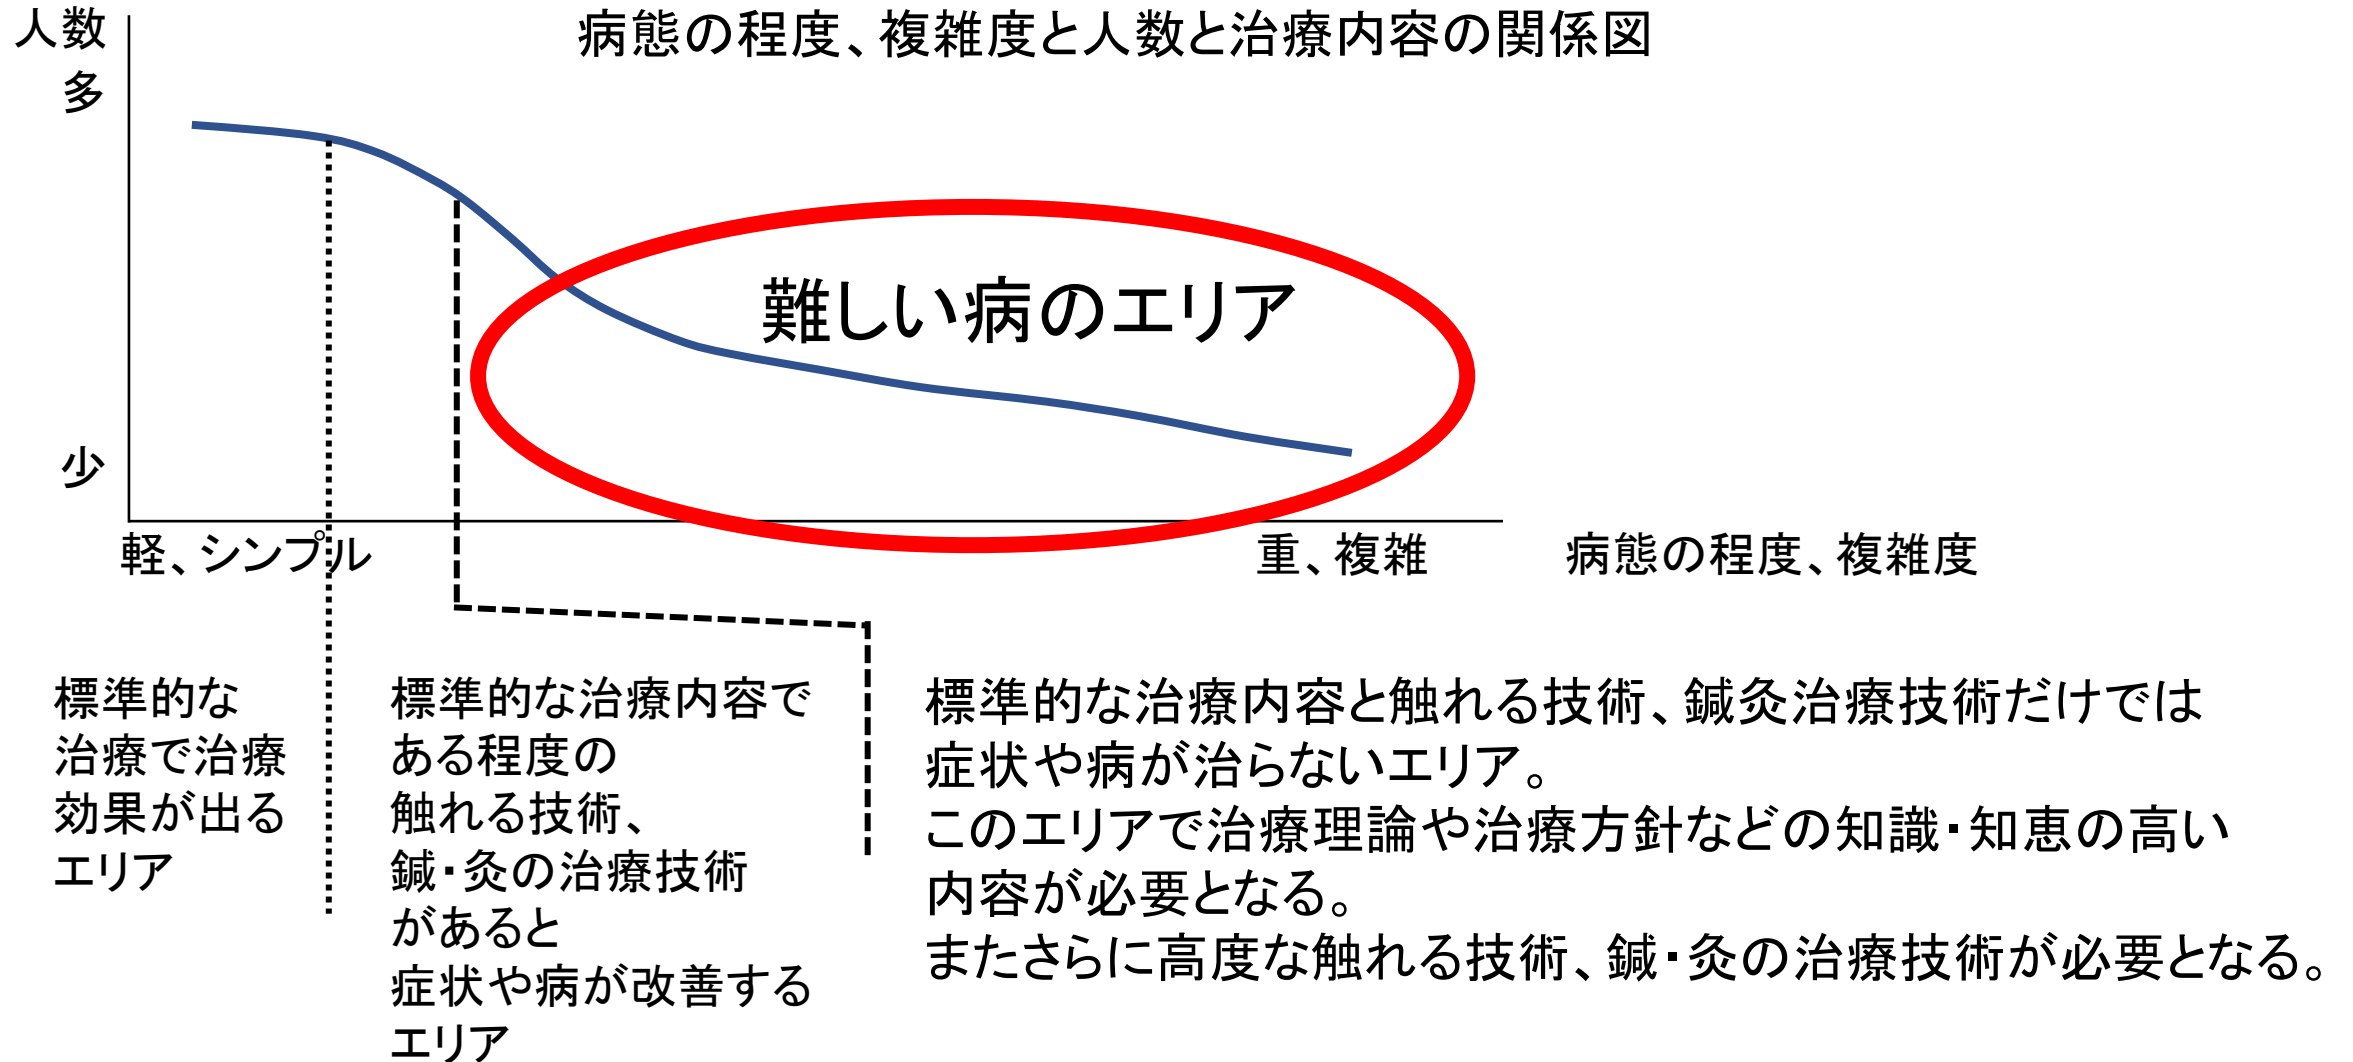 病態の程度、複雑度と人数と治療内容の関係図
人数
多
少
難しい病のエリア
軽、シンプル
重、複雑
病態の程度、複雑度
標準的な
治療で治療
効果が出る
エリア
標準的な治療内容で
ある程度の
触れる技術、
鍼・灸の治療技術
があると
症状や病が改善する
エリア
標準的な治療内容と触れる技術、鍼灸治療技術だけでは
症状や病が治らないエリア。
このエリアで治療理論や治療方針などの知識・知恵の高い
内容が必要となる。
またさらに高度な触れる技術、鍼・灸の治療技術が必要となる。